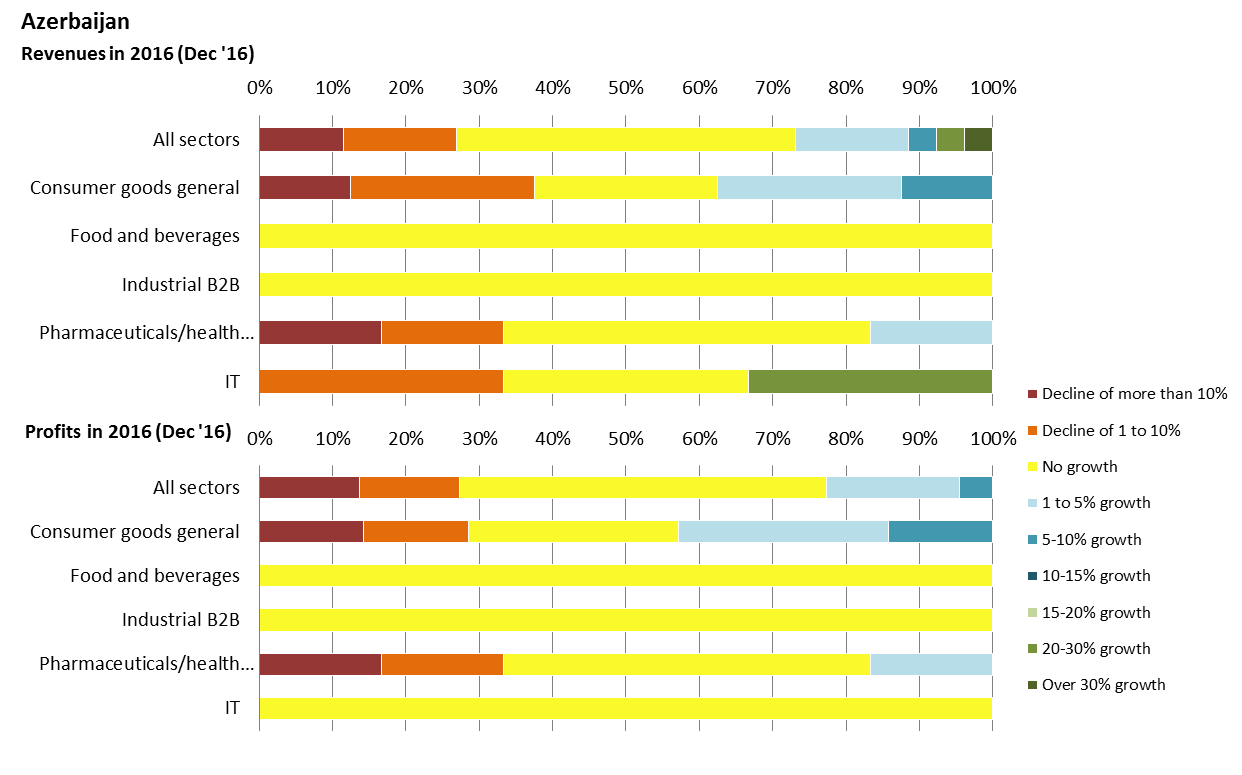 Azerbaijan
Revenues in 2016 (Dec '16)
0% 10% 20% 30% 40% 50% 60% 70% 80% 90% 100%
All sectors
Consumer goods general
Food and beverages
Industrial B2B
Pharmaceuticals/health...
IT
Profits in 2016 (Dec '16)
0% 10% 20% 30% 40% 50% 60% 70% 80% 90% 100%
All sectors
Consumer goods general
Food and beverages
Industrial B2B
Pharmaceuticals/health...
IT
Decline of more than 10%
Decline of 1 to 10%
No growth
1 to 5% growth
5-10% growth
10-15% growth
15-20% growth
20-30% growth
Over 30% growth